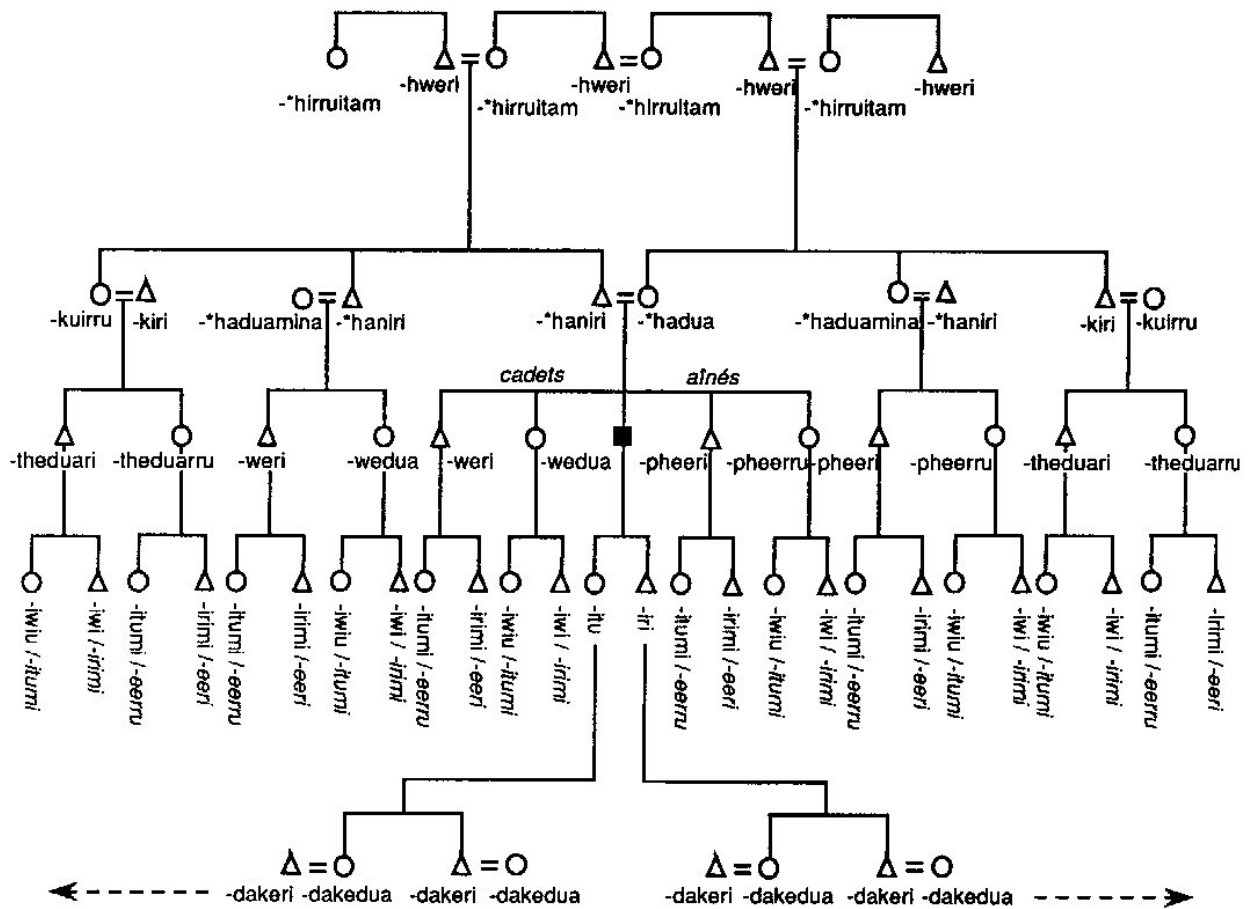 -hweri -hweri -hweri -hweri
-*hirruitam -*hirruitam -*hirruitam -*hirruitam
-kuirru -kiri -*haduamina -*haniri -*haniri -*hadua -*haduamina -*haniri -kiri -kuirru
cadets aînés
-theduari -theduarru -weri -wedua -weri -wedua -pheeri -pheerru -pheeri -pheerru -theduari -theduarru
-iwiu / -itumi
-iwi / -irimi
-itumi / -eerru
-irimi / -eeri
-itumi / -eerru
-irimi / -eeri
-iwiu / -itumi
-iwi / -irimi
-itumi / -eerru
-irimi / -eeri
-iwiu / -itumi
-iwi / -irimi
-itu
-iri
-itumi / -eerru
-irimi / -eeri
-iwiu / -itumi
-iwi / -irimi
-itumi / -eerru
-irimi / -eeri
-iwiu / -itumi
-iwi / -irimi
-iwiu / -itumi
-iwi / -irimi
-itumi / -eerru
-irimi / -eeri
-dakeri -dakedua -dakeri -dakedua -dakeri -dakedua -dakeri -dakedua